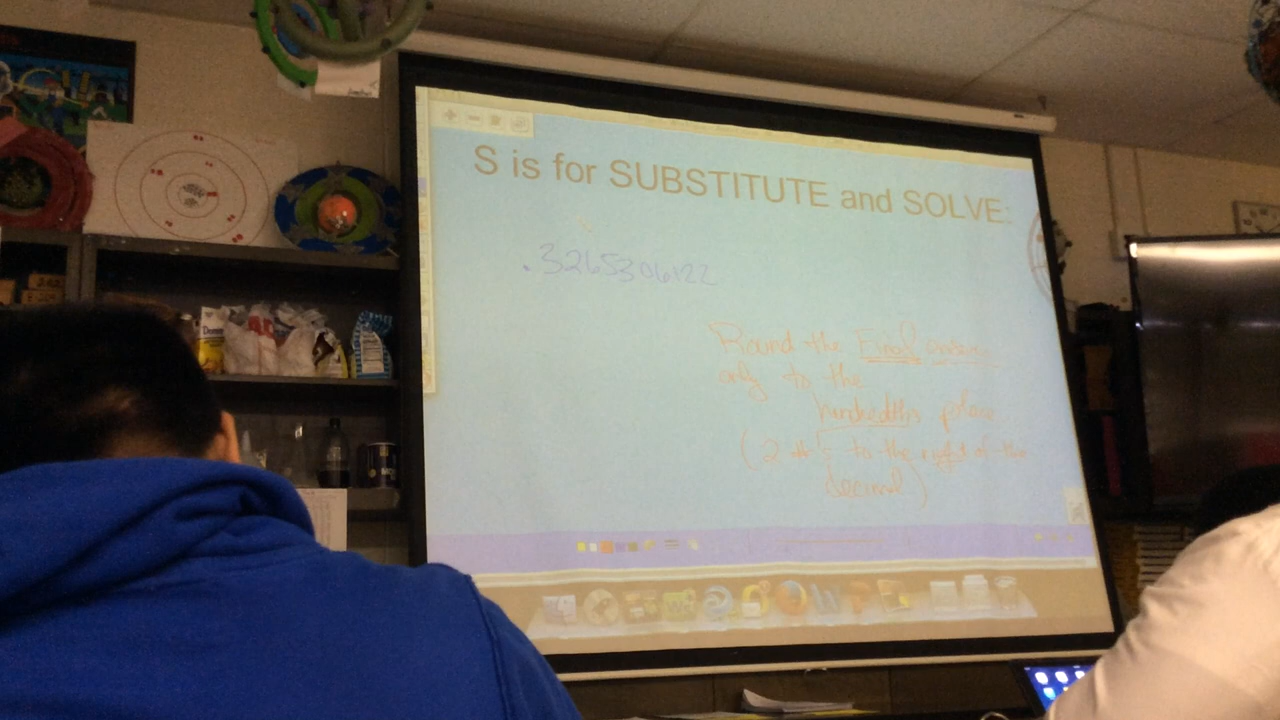 S is for SUBSTITUTE and SOLVE:
.3265306122
Round the Final answer
only to the
hundredths place
(2 #'s to the right of the
decimal)